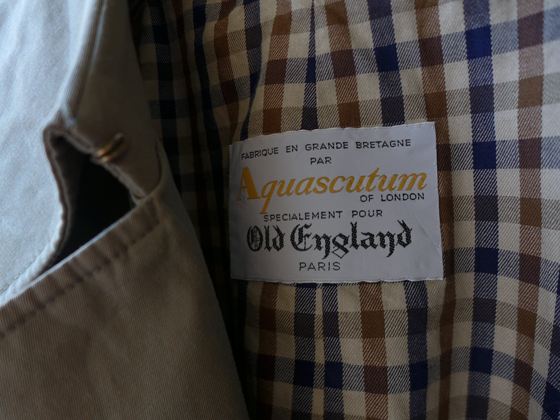 FABRIQUE EN GRANDE BRETAGNE
PAR
Aquascutum
OF LONDON
SPECIALEMENT POUR
Old England
PARIS